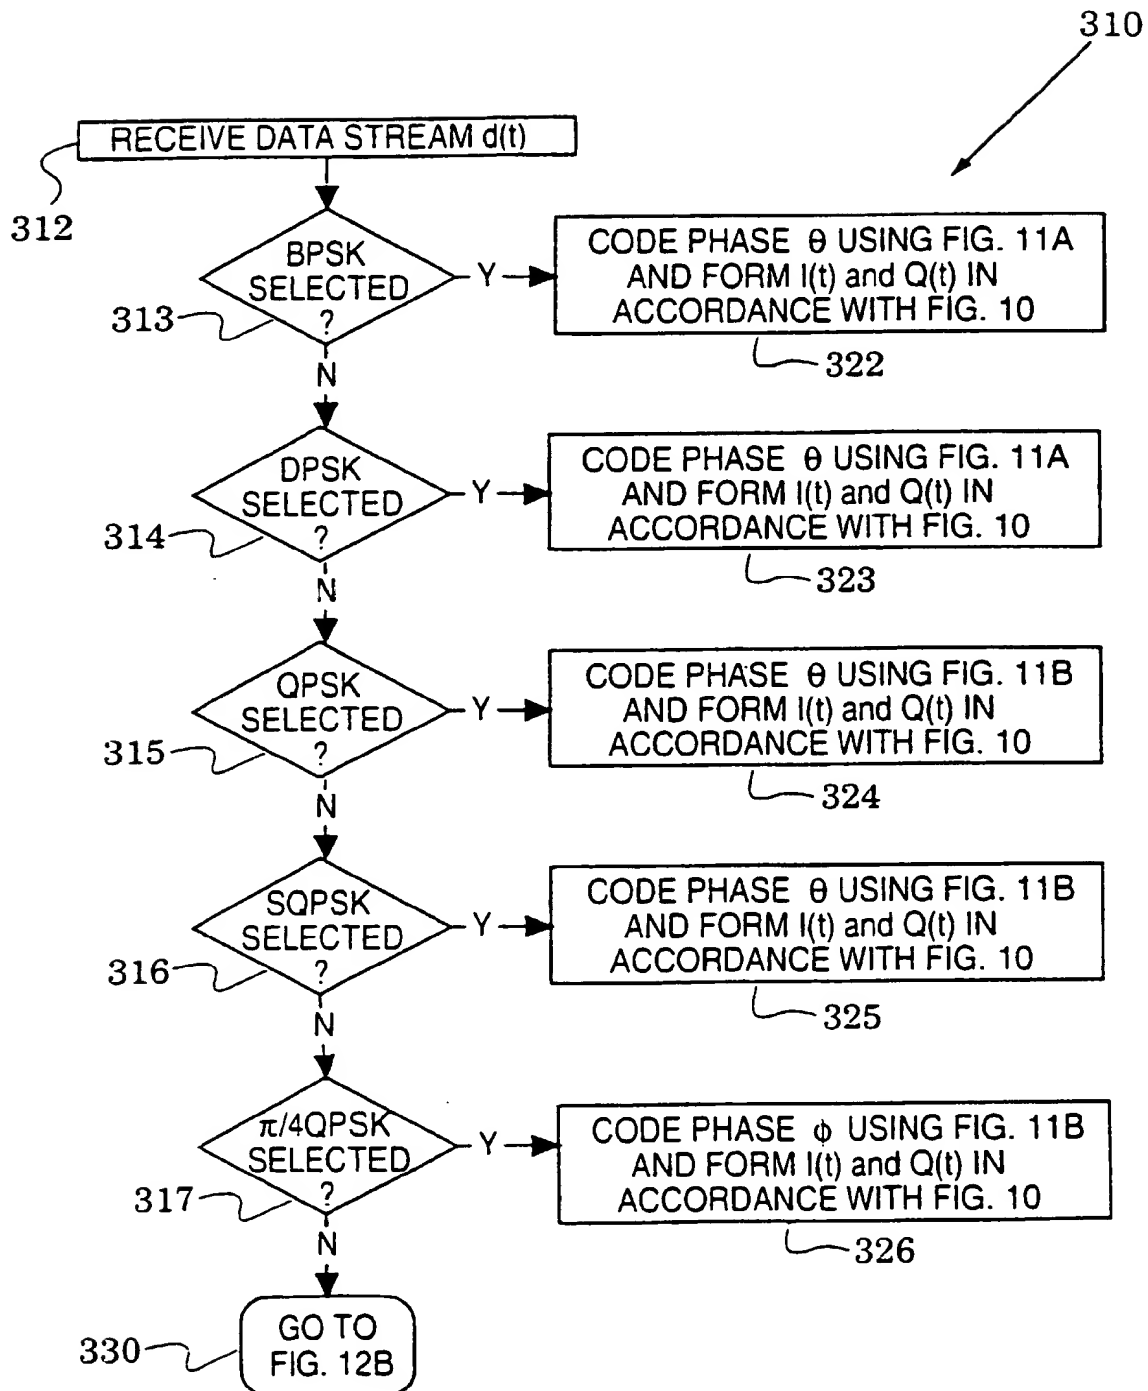 310
RECEIVE DATA STREAM d(t)
312
BPSK
SELECTED
?
313
Y
CODE PHASE θ USING FIG. 11A
AND FORM I(t) and Q(t) IN
ACCORDANCE WITH FIG. 10
322
N
DPSK
SELECTED
?
314
Y
CODE PHASE θ USING FIG. 11A
AND FORM I(t) and Q(t) IN
ACCORDANCE WITH FIG. 10
323
N
QPSK
SELECTED
?
315
Y
CODE PHASE θ USING FIG. 11B
AND FORM I(t) and Q(t) IN
ACCORDANCE WITH FIG. 10
324
N
SQPSK
SELECTED
?
316
Y
CODE PHASE θ USING FIG. 11B
AND FORM I(t) and Q(t) IN
ACCORDANCE WITH FIG. 10
325
N
π/4QPSK
SELECTED
?
317
Y
CODE PHASE ϕ USING FIG. 11B
AND FORM I(t) and Q(t) IN
ACCORDANCE WITH FIG. 10
326
N
GO TO
FIG. 12B
330